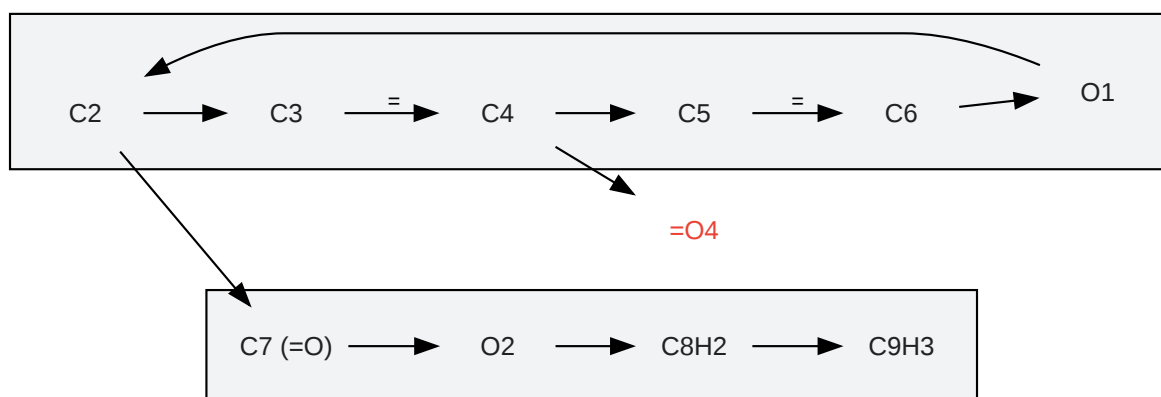 C2 C3 = C4 C5 = C6 O1
=O4
C7 (=O) O2 C8H2 C9H3